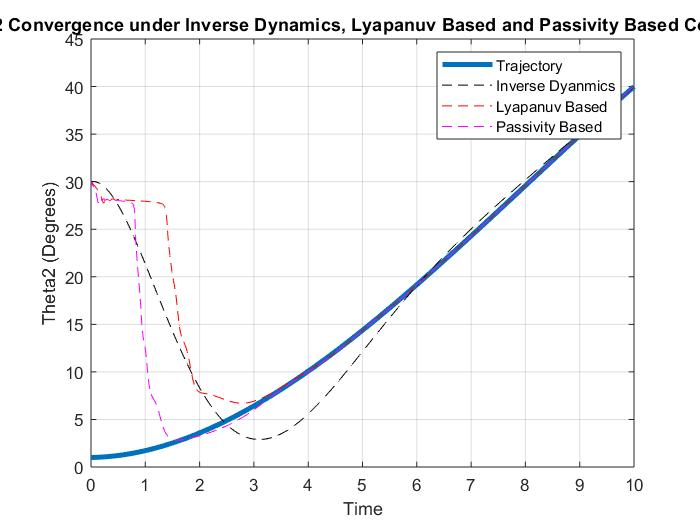 2 Convergence under Inverse Dynamics, Lyapanuv Based and Passivity Based
45
40
35
30
25
20
15
10
5
0
Theta2 (Degrees)
Trajectory
Inverse Dyanmics
Lyapanuv Based
Passivity Based
0 1 2 3 4 5 6 7 8 9 10
Time